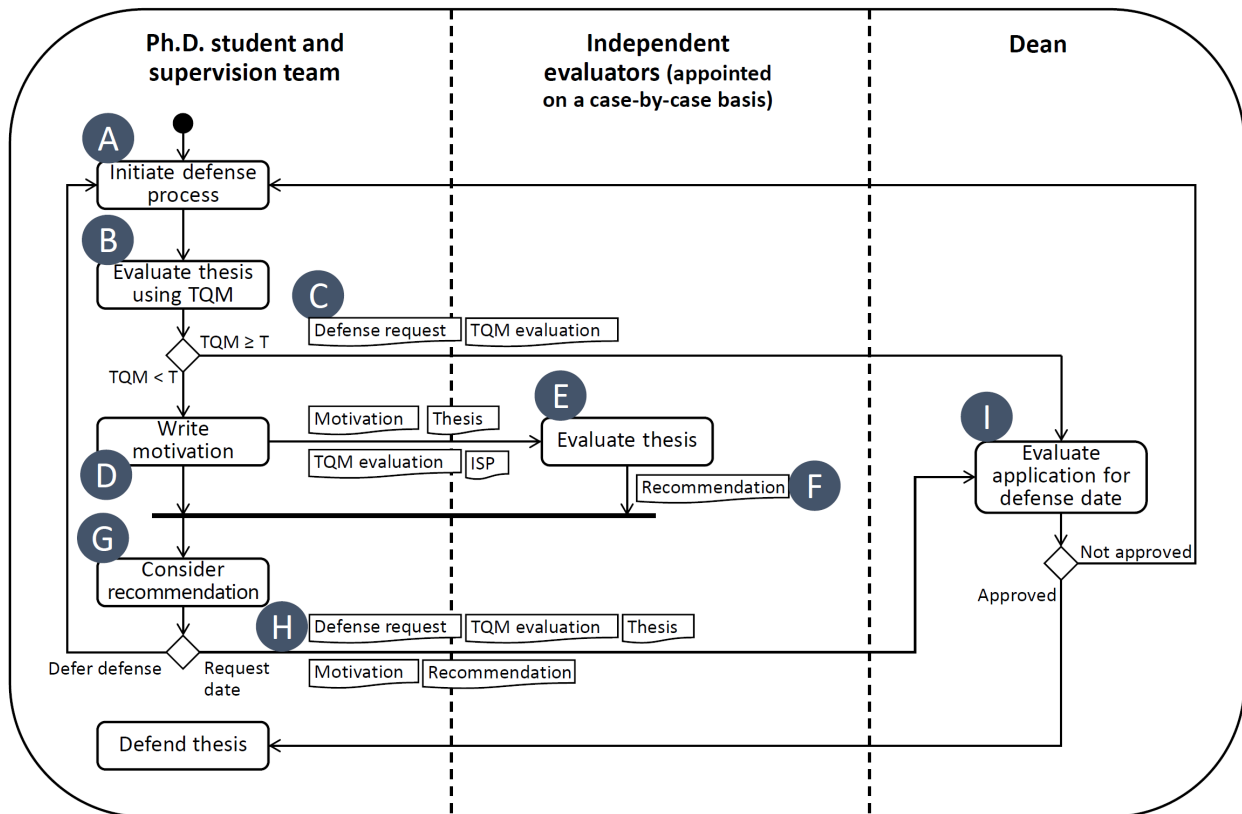 Ph.D. student and
supervision team
Independent
evaluators (appointed
on a case-by-case basis)
Dean
A
Initiate defense
process
B
Evaluate thesis
using TQM
C
Defense request
TQM evaluation
TQM ≥ T
TQM < T
Write
motivation
D
Motivation
Thesis
TQM evaluation
ISP
E
Evaluate thesis
Recommendation
F
G
Consider
recommendation
H
Defense request
TQM evaluation
Thesis
Motivation
Recommendation
Defer defense
Request
date
I
Evaluate
application for
defense date
Not approved
Approved
Defend thesis